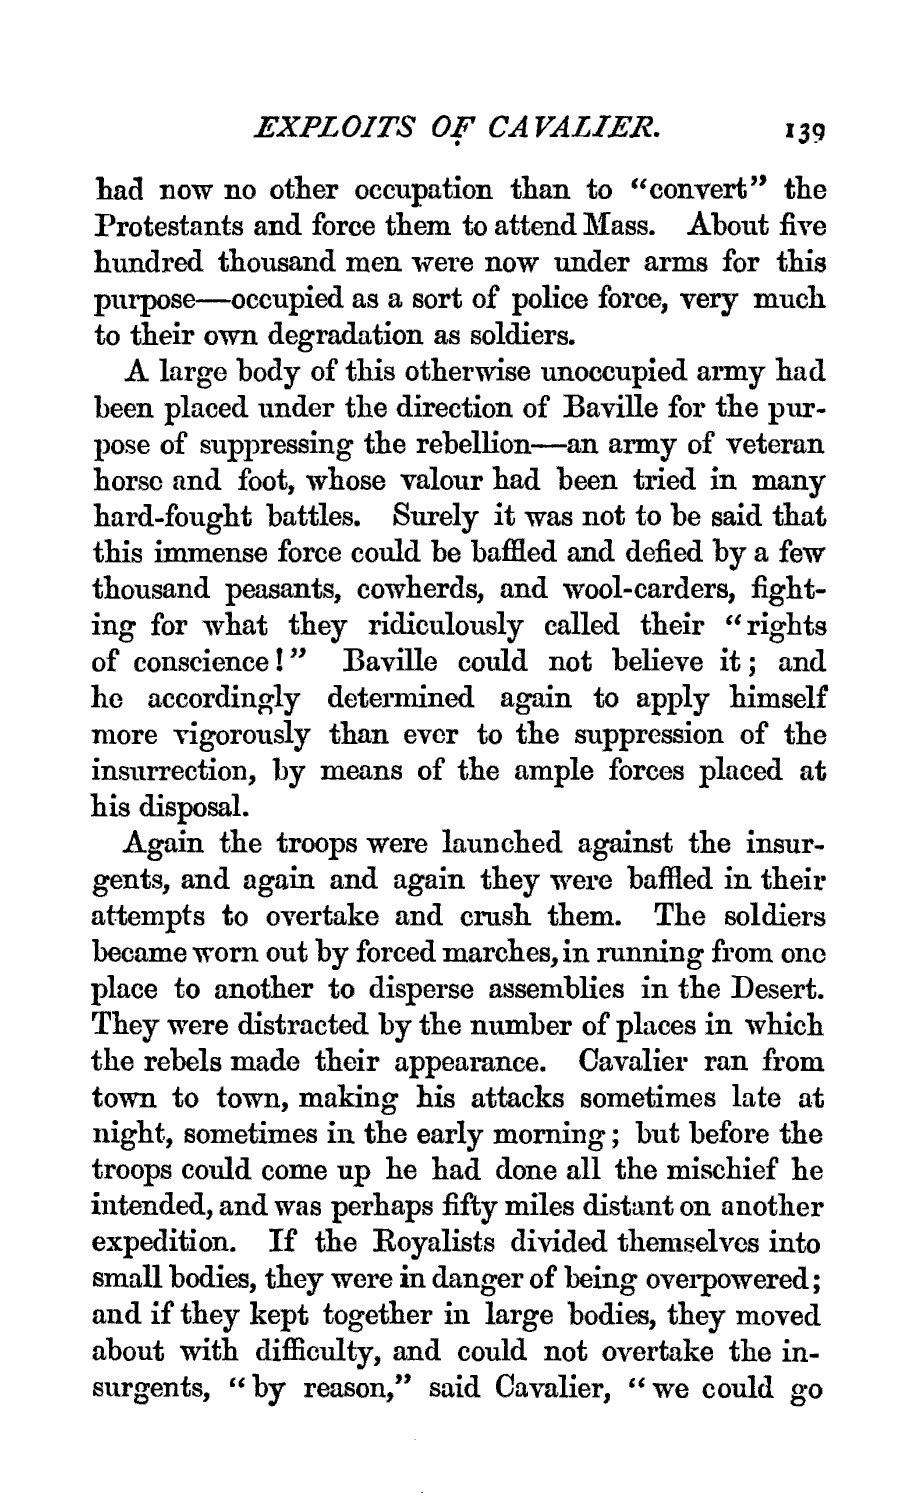 EXPLOITS OF CAVALIER. 139
had now no other occupation than to “convert” the
Protestants and force them to attend Mass. About five
hundred thousand men were now under arms for this
purpose—occupied as a sort of police force, very much
to their own degradation as soldiers.
A large body of this otherwise unoccupied army had
been placed under the direction of Baville for the pur-
pose of suppressing the rebellion—an army of veteran
horse and foot, whose valour had been tried in many
hard-fought battles. Surely it was not to be said that
this immense force could be baffled and defied by a few
thousand peasants, cowherds, and wool-carders, fight-
ing for what they ridiculously called their “rights
of conscience!” Baville could not believe it; and
he accordingly determined again to apply himself
more vigorously than ever to the suppression of the
insurrection, by means of the ample forces placed at
his disposal.
Again the troops were launched against the insur-
gents, and again and again they were baffled in their
attempts to overtake and crush them. The soldiers
became worn out by forced marches, in running from one
place to another to disperse assemblies in the Desert.
They were distracted by the number of places in which
the rebels made their appearance. Cavalier ran from
town to town, making his attacks sometimes late at
night, sometimes in the early morning; but before the
troops could come up he had done all the mischief he
intended, and was perhaps fifty miles distant on another
expedition. If the Royalists divided themselves into
small bodies, they were in danger of being overpowered;
and if they kept together in large bodies, they moved
about with difficulty, and could not overtake the in-
surgents, “by reason,” said Cavalier, “we could go